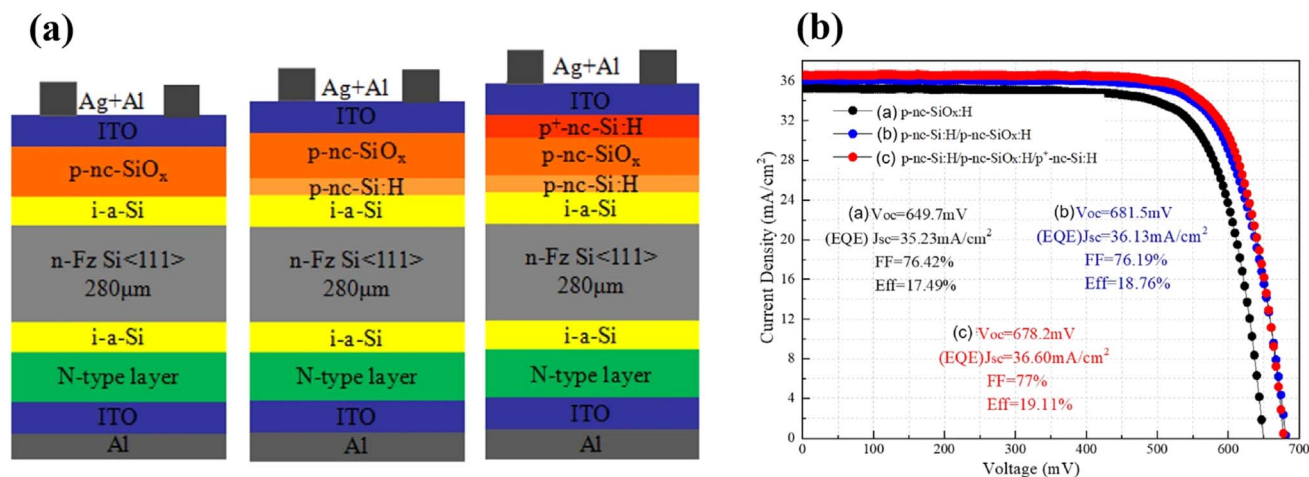 (a)
Ag+Al
ITO
p-nc-SiOₓ
i-a-Si
n-Fz Si<111>
280μm
i-a-Si
N-type layer
ITO
Al
Ag+Al
ITO
p-nc-SiOₓ
p-nc-Si:H
i-a-Si
n-Fz Si<111>
280μm
i-a-Si
N-type layer
ITO
Al
Ag+Al
ITO
p⁺-nc-Si:H
p-nc-SiOₓ
p-nc-Si:H
i-a-Si
n-Fz Si<111>
280μm
i-a-Si
N-type layer
ITO
Al
(b)
Current Density (mA/cm²)
36
32
28
24
20
16
12
8
4
0
(a) p-nc-SiOx:H
(b) p-nc-Si:H/p-nc-SiOx:H
(c) p-nc-Si:H/p-nc-SiOx:H/p⁺-nc-Si:H
(a) Voc=649.7mV
(EQE) Jsc=35.23mA/cm²
FF=76.42%
Eff=17.49%
(b) Voc=681.5mV
(EQE) Jsc=36.13mA/cm²
FF=76.19%
Eff=18.76%
(c) Voc=678.2mV
(EQE)Jsc=36.60mA/cm²
FF=77%
Eff=19.11%
0 100 200 300 400 500 600 700
Voltage (mV)